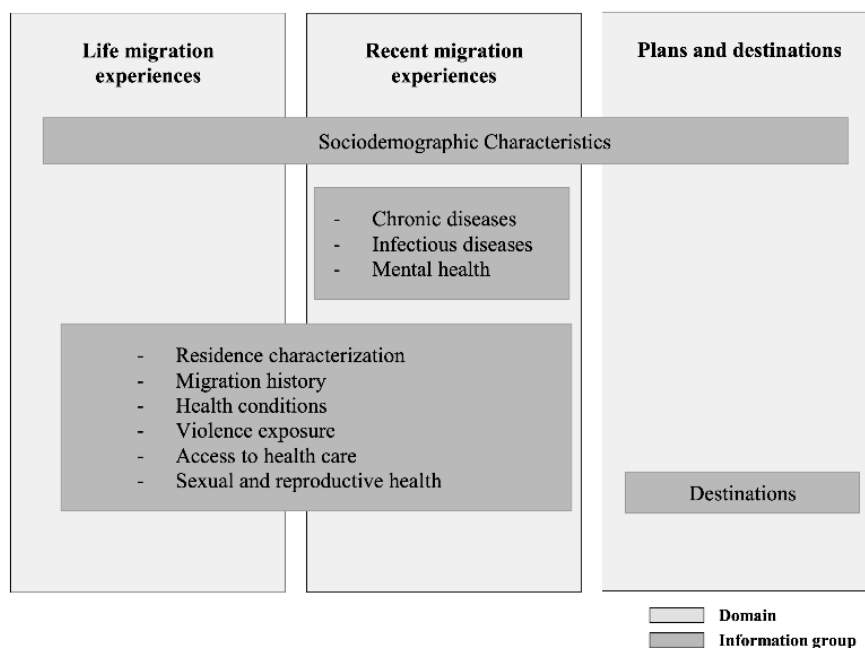 Life migration
experiences
Recent migration
experiences
Plans and destinations
Sociodemographic Characteristics
- Chronic diseases
- Infectious diseases
- Mental health
- Residence characterization
- Migration history
- Health conditions
- Violence exposure
- Access to health care
- Sexual and reproductive health
Destinations
Domain
Information group